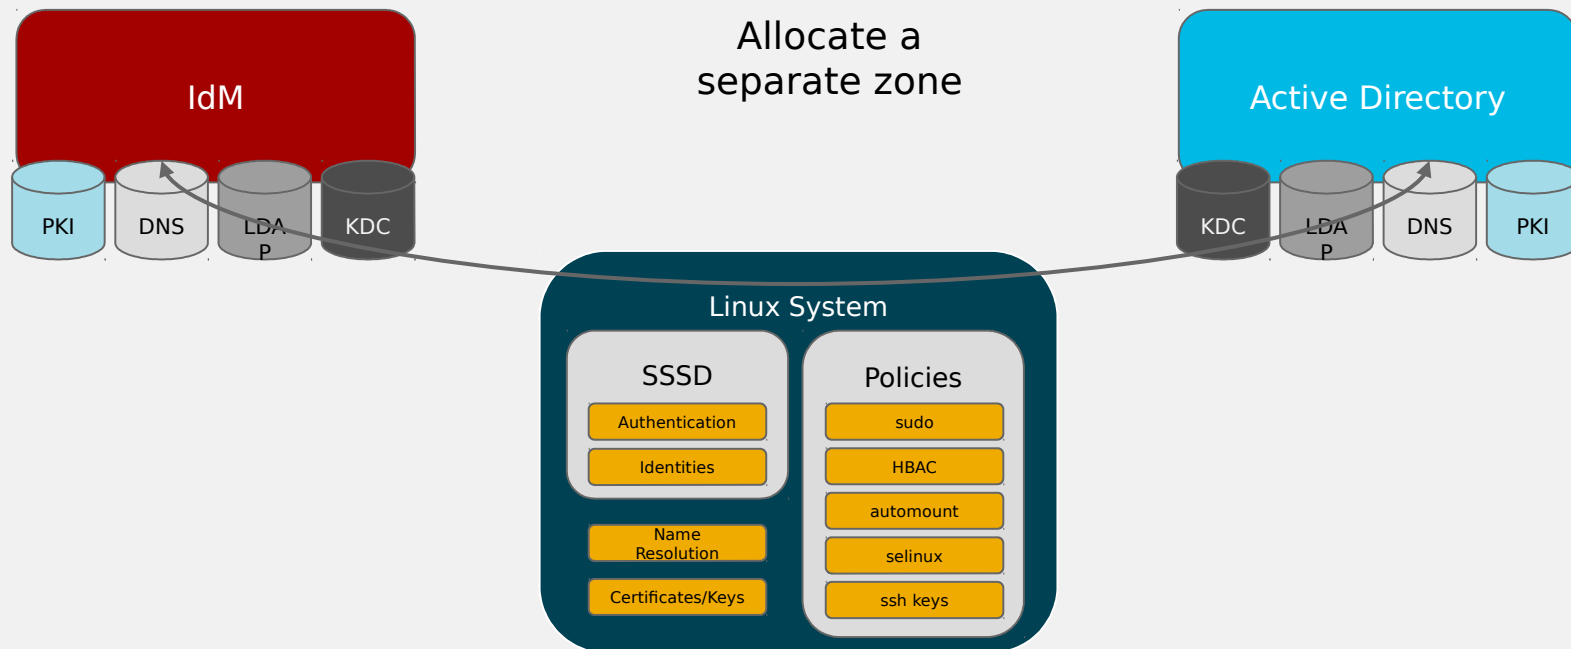 Allocate a
separate zone
IdM
PKI
DNS
LDA
P
KDC
Active Directory
KDC
LDA
P
DNS
PKI
Linux System
SSSD
Authentication
Identities
Name
Resolution
Certificates/Keys
Policies
sudo
HBAC
automount
selinux
ssh keys